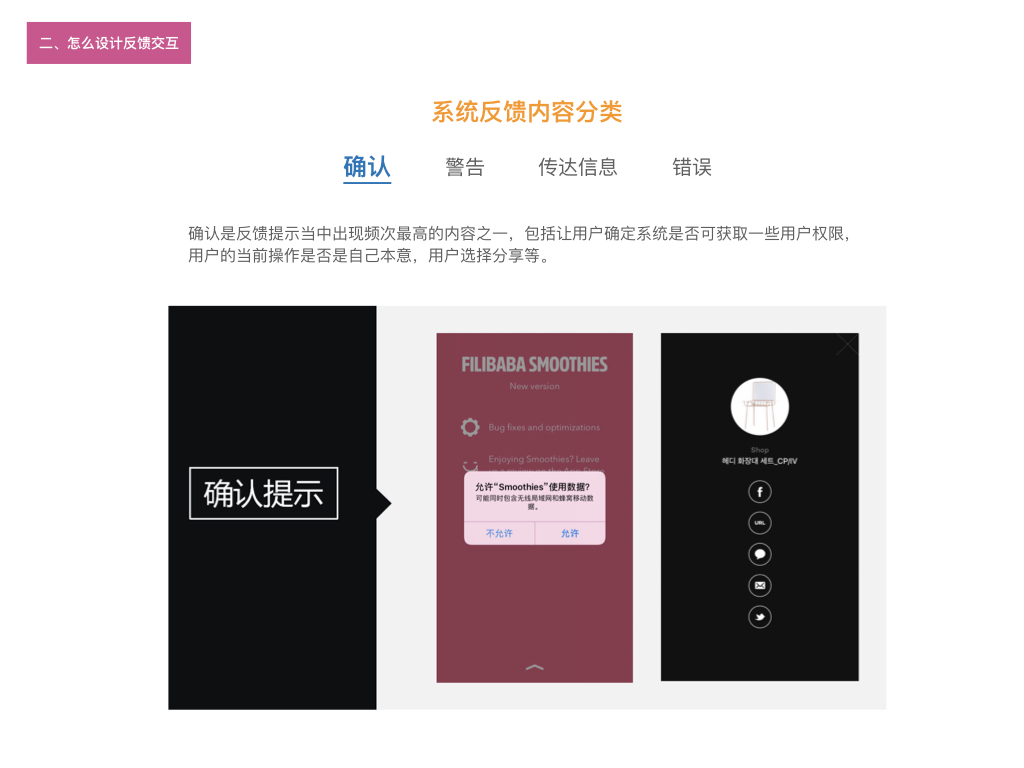 二、怎么设计反馈交互
系统反馈内容分类
确认 警告 传达信息 错误
确认是反馈提示当中出现频次最高的内容之一，包括让用户确定系统是否可获取一些用户权限，
用户的当前操作是否是自己本意，用户选择分享等。
确认提示
FILIBABA SMOOTHIES
New version
Bug fixes and optimizations
Enjoying Smoothies? Leave
允许“Smoothies”使用数据?
可能同时包含无线局域网和蜂窝移动数
据。
不允许 允许
Shop
헤디 화장대 세트_CP/IV
f
URL